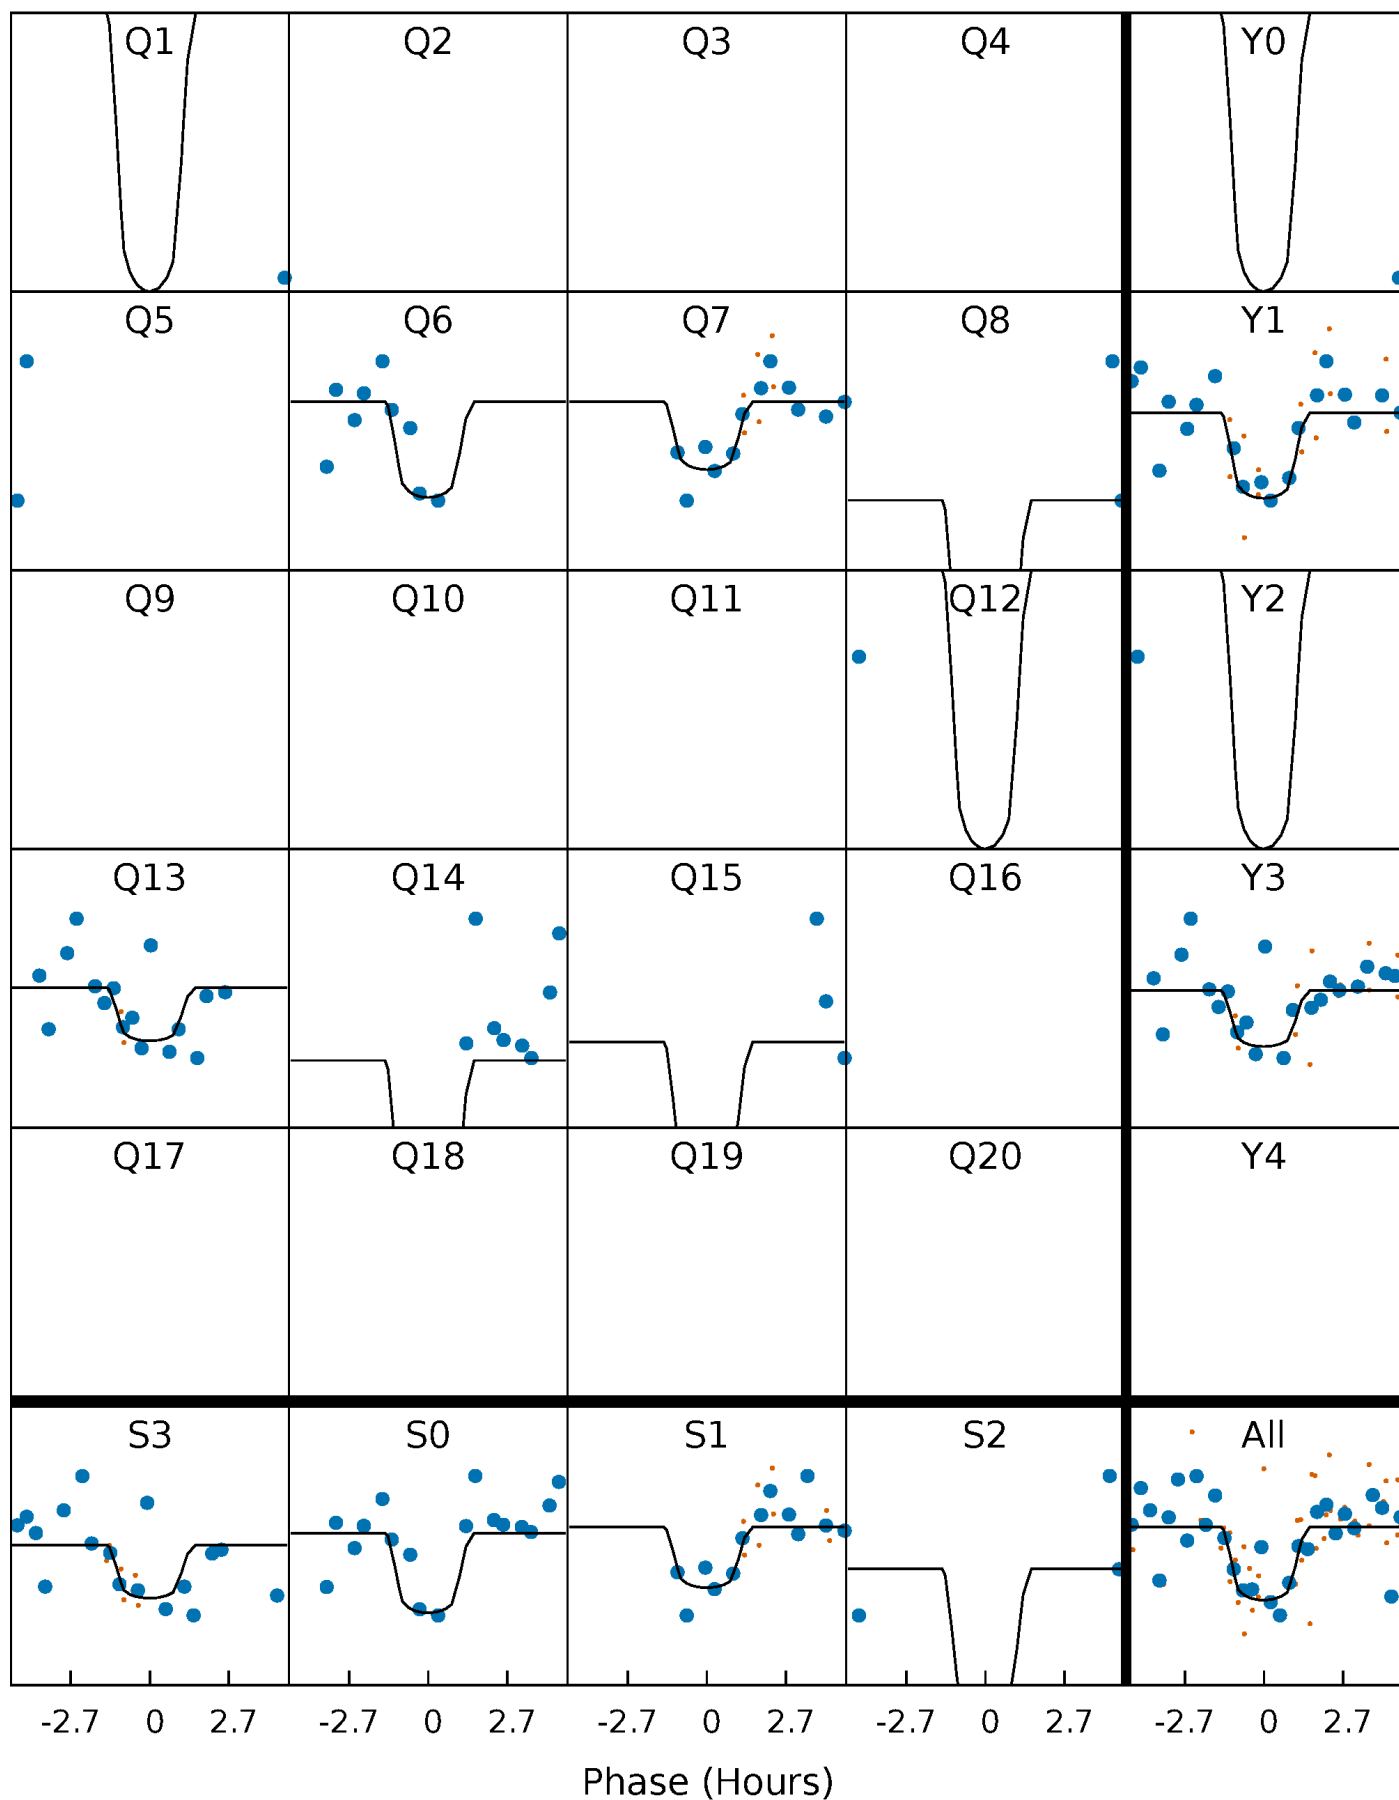 Q1 Q2 Q3 Q4 Y0
Q5 Q6 Q7 Q8 Y1
Q9 Q10 Q11 Q12 Y2
Q13 Q14 Q15 Q16 Y3
Q17 Q18 Q19 Q20 Y4
S3 S0 S1 S2 All
-2.7 0 2.7 -2.7 0 2.7 -2.7 0 2.7 -2.7 0 2.7 -2.7 0 2.7
Phase (Hours)